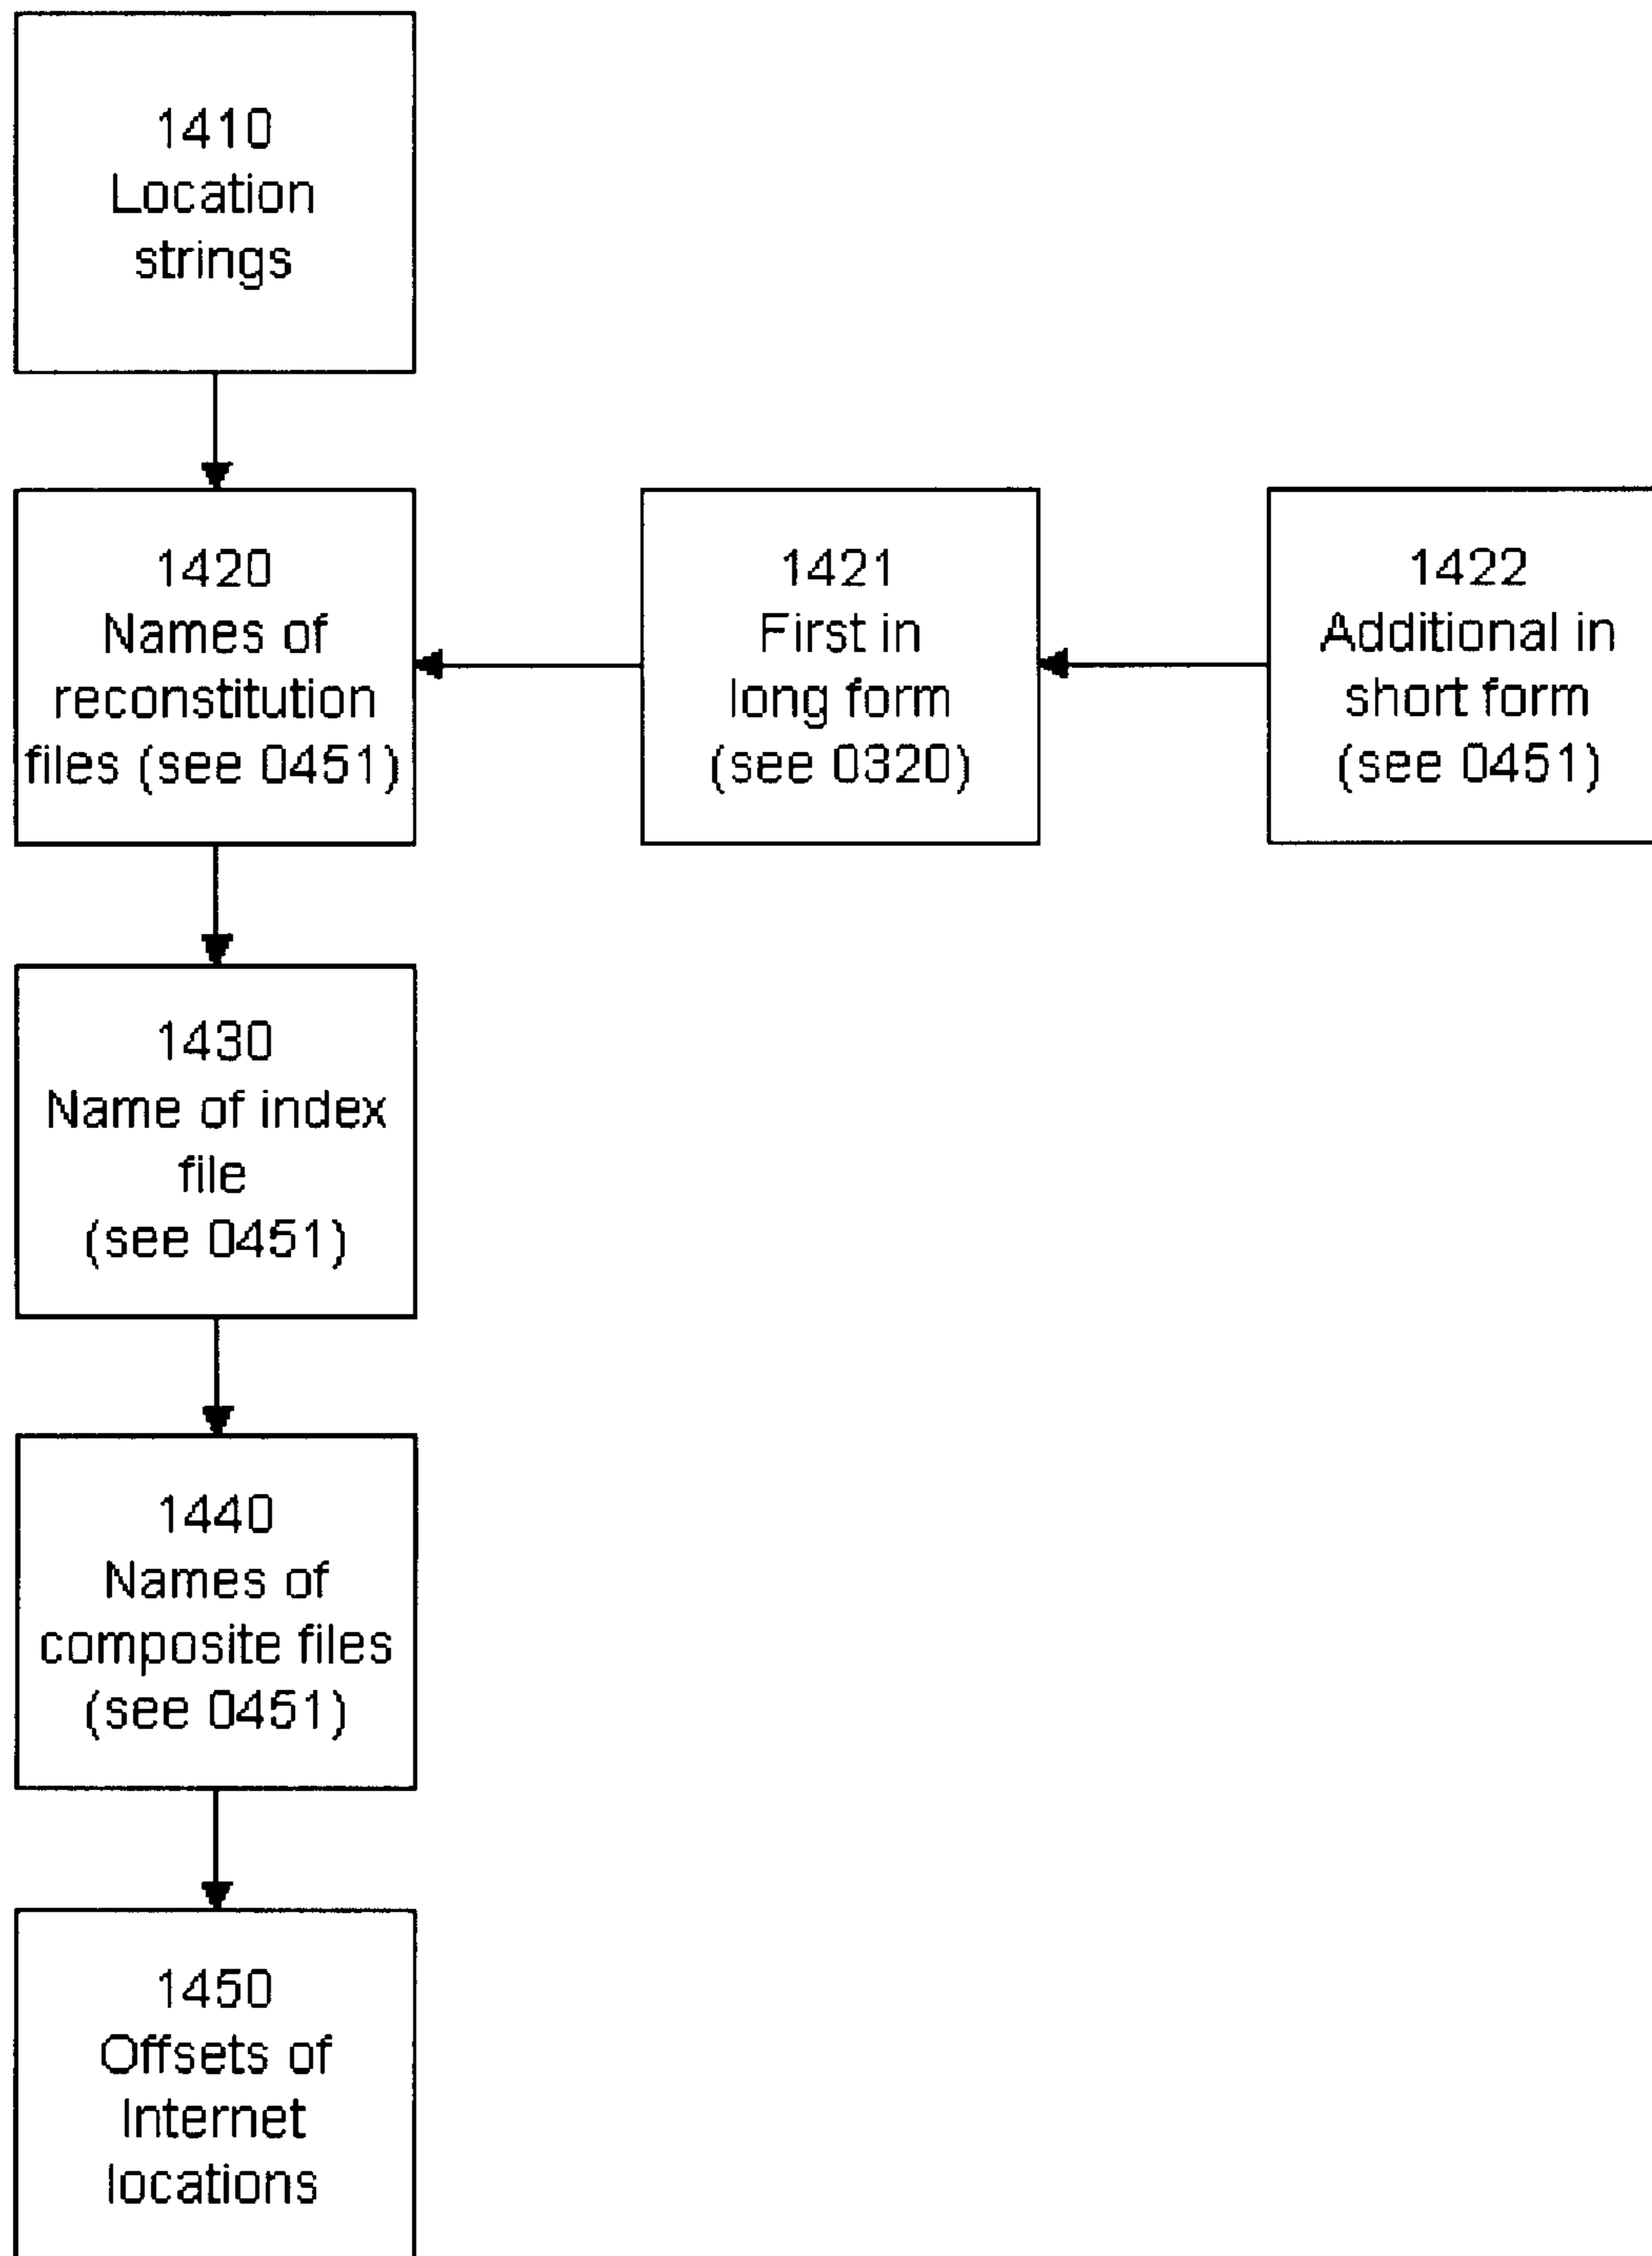 1410
Location
strings
1420
Names of
reconstitution
files (see 0451)
1421
First in
long form
(see 0320)
1422
Additional in
short form
(see 0451)
1430
Name of index
file
(see 0451)
1440
Names of
composite files
(see 0451)
1450
Offsets of
Internet
locations